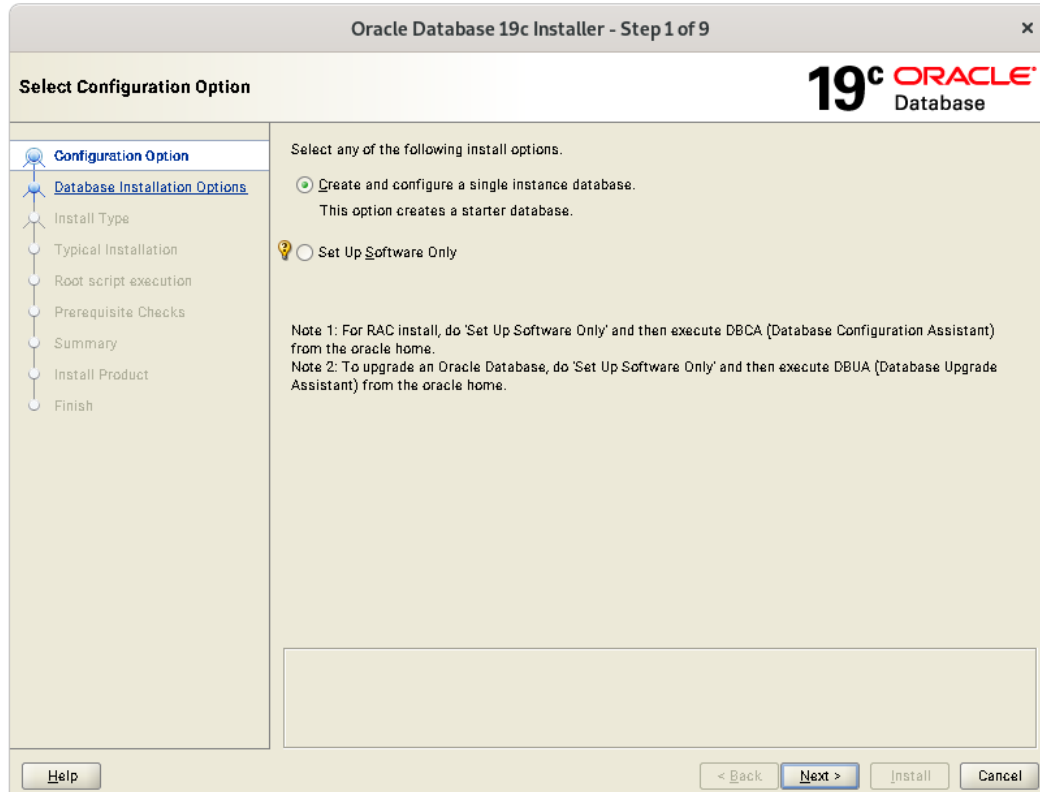 Oracle Database 19c Installer - Step 1 of 9
Select Configuration Option
19c ORACLE
Database
Configuration Option
Database Installation Options
Install Type
Typical Installation
Root script execution
Prerequisite Checks
Summary
Install Product
Finish
Select any of the following install options.
Create and configure a single instance database.
This option creates a starter database.
Set Up Software Only
Note 1: For RAC install, do 'Set Up Software Only' and then execute DBCA (Database Configuration Assistant)
from the oracle home.
Note 2: To upgrade an Oracle Database, do 'Set Up Software Only' and then execute DBUA (Database Upgrade
Assistant) from the oracle home.
Help
< Back
Next >
Install
Cancel